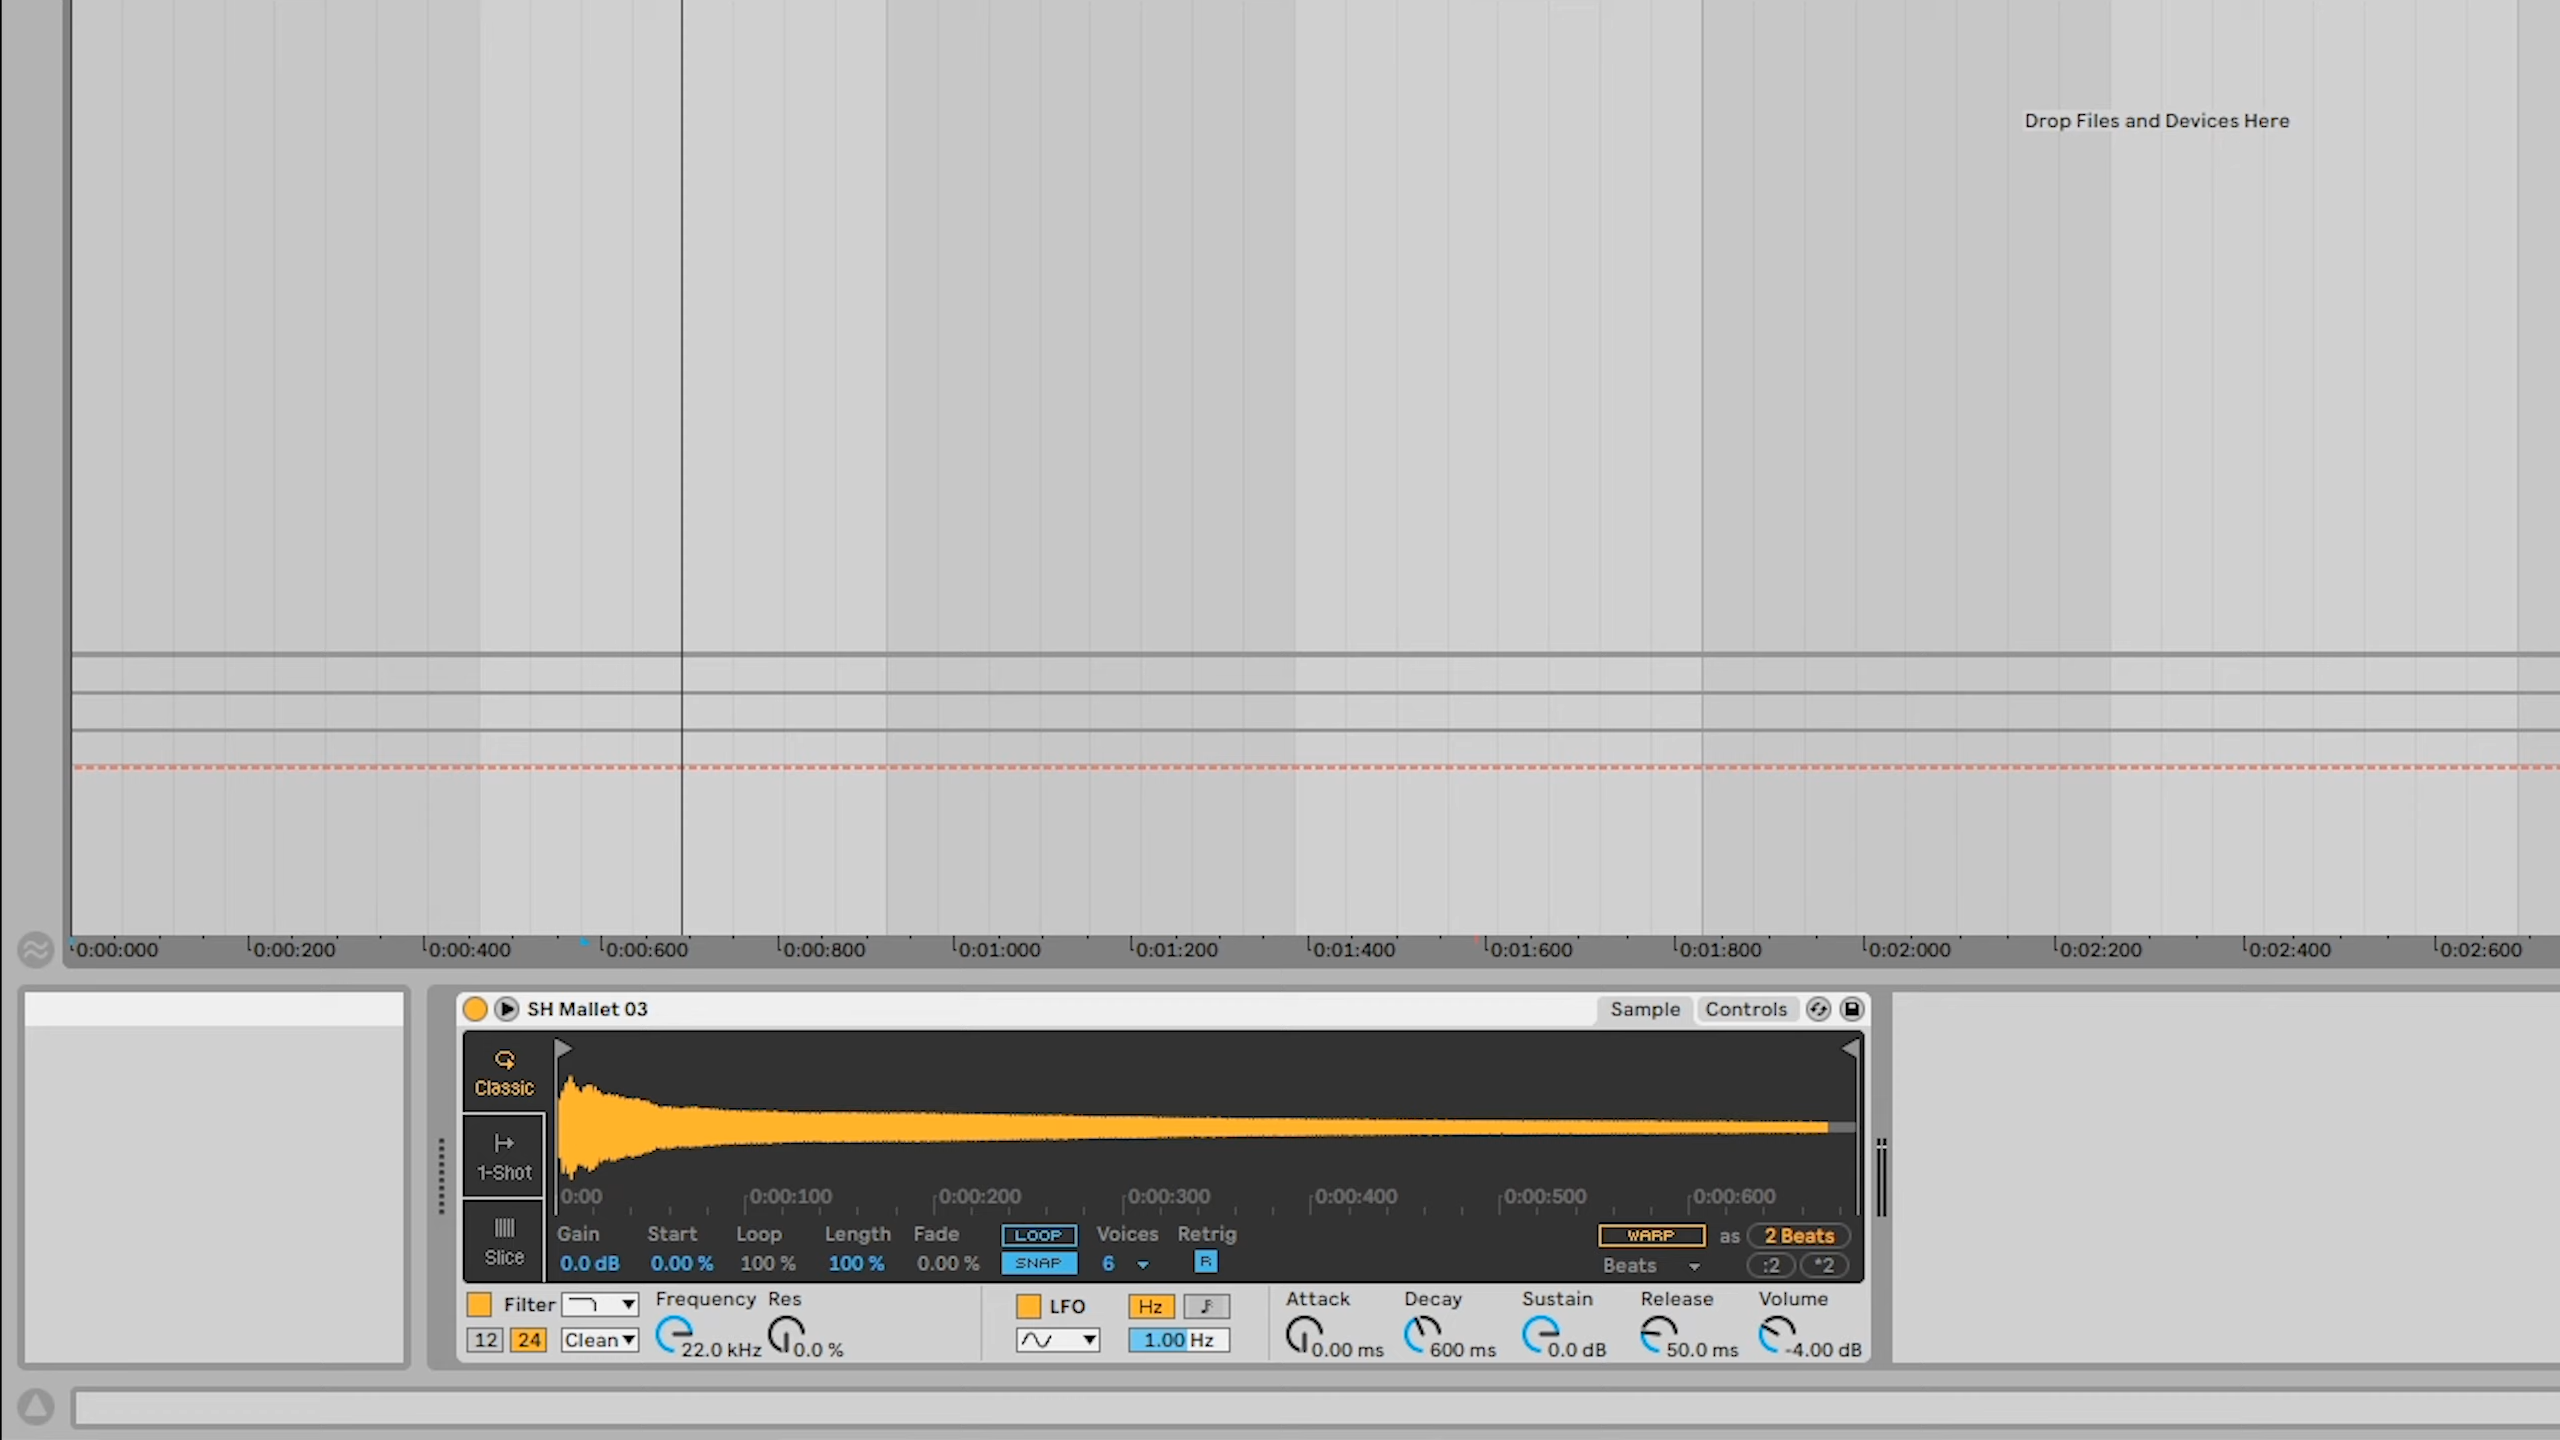 Drop Files and Devices Here
0:00:000 0:00:200 0:00:400 0:00:600 0:00:800 0:01:000 0:01:200 0:01:400 0:01:600 0:01:800 0:02:000 0:02:200 0:02:400 0:02:600
SH Mallet 03 Sample Controls
Classic
1-Shot
Slice
0:00 0:00:100 0:00:200 0:00:300 0:00:400 0:00:500 0:00:600
Gain Start Loop Length Fade LOOP Voices Retrig WARP as 2 Beats
0.0 dB 0.00 % 100 % 100 % 0.00 % SNAP 6 R Beats :2 *2
Filter Frequency Res LFO Hz Attack Decay Sustain Release Volume
12 24 Clean 22.0 kHz 0.0 % 1.00 Hz 0.00 ms 600 ms 0.0 dB 50.0 ms -4.00 dB